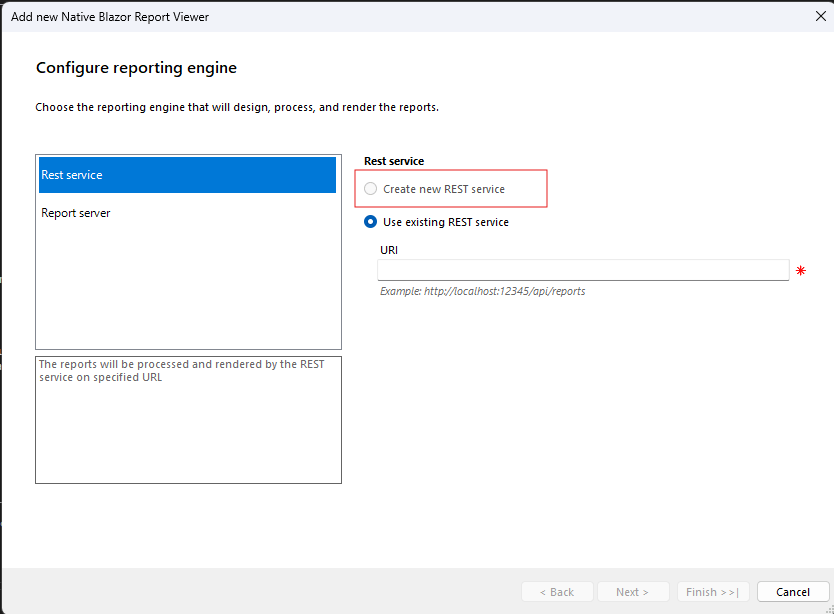 Add new Native Blazor Report Viewer
Configure reporting engine
Choose the reporting engine that will design, process, and render the reports.
Rest service
Report server
The reports will be processed and rendered by the REST
service on specified URL
Rest service
Create new REST service
Use existing REST service
URI
Example: http://localhost:12345/api/reports
< Back
Next >
Finish >>|
Cancel